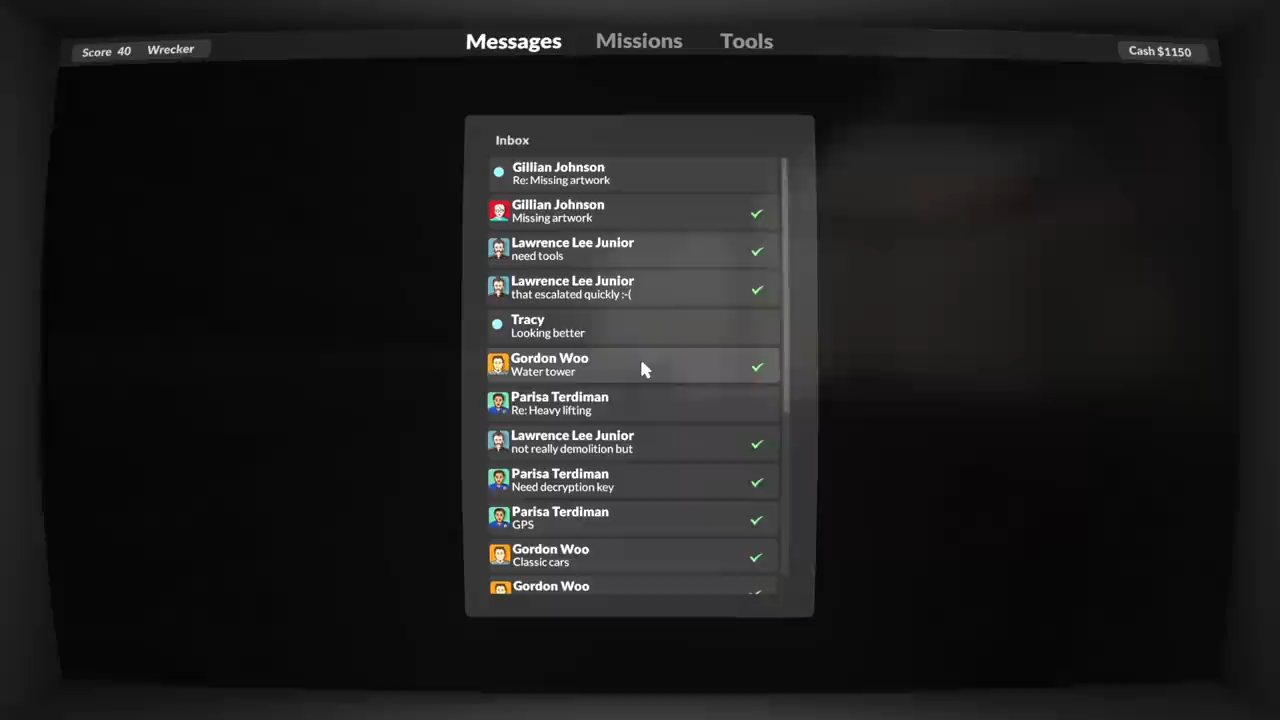 Score 40 Wrecker
Messages Missions Tools
Cash $1150
Inbox
Gillian Johnson
Re: Missing artwork
Gillian Johnson
Missing artwork
Lawrence Lee Junior
need tools
Lawrence Lee Junior
that escalated quickly :-(
Tracy
Looking better
Gordon Woo
Water tower
Parisa Terdiman
Re: Heavy lifting
Lawrence Lee Junior
not really demolition but
Parisa Terdiman
Need decryption key
Parisa Terdiman
GPS
Gordon Woo
Classic cars
Gordon Woo